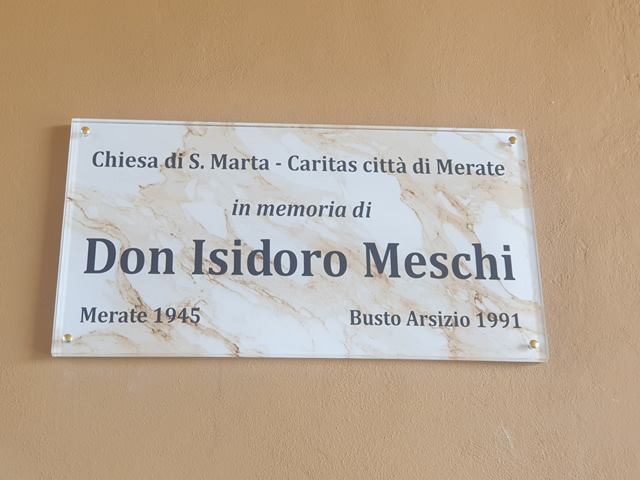 Chiesa di S. Marta - Caritas città di Merate
in memoria di
Don Isidoro Meschi
Merate 1945 Busto Arsizio 1991